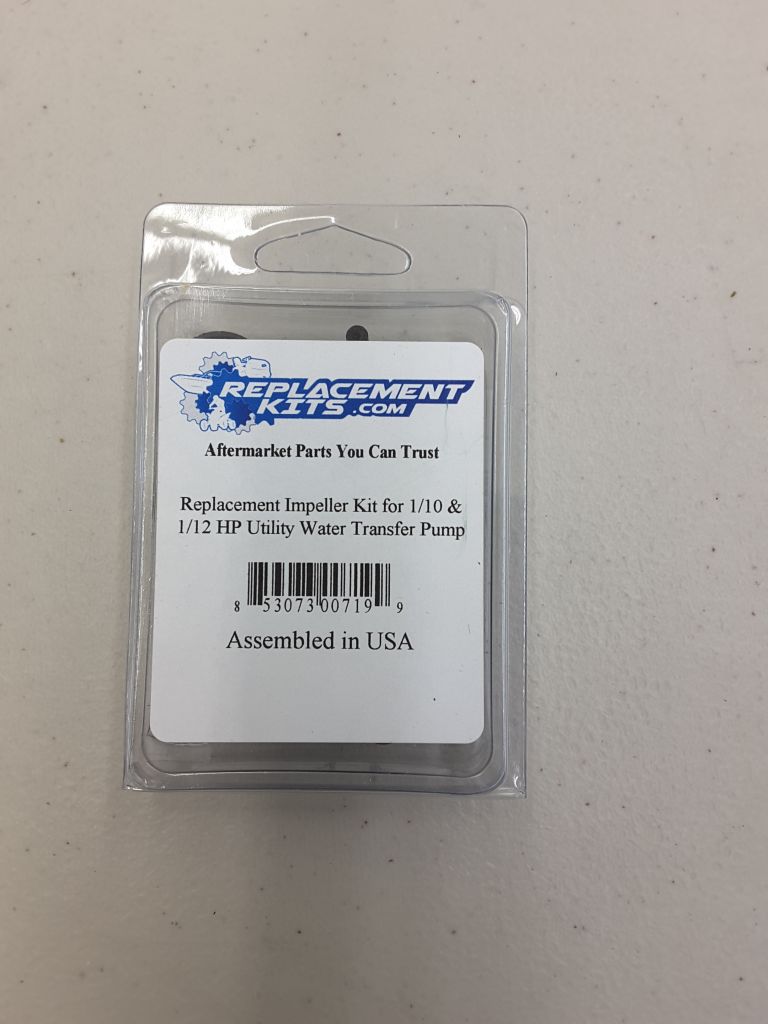 REPLACEMENT
KITS.COM
Aftermarket Parts You Can Trust
Replacement Impeller Kit for 1/10 &
1/12 HP Utility Water Transfer Pump
8 53073 00719 9
Assembled in USA